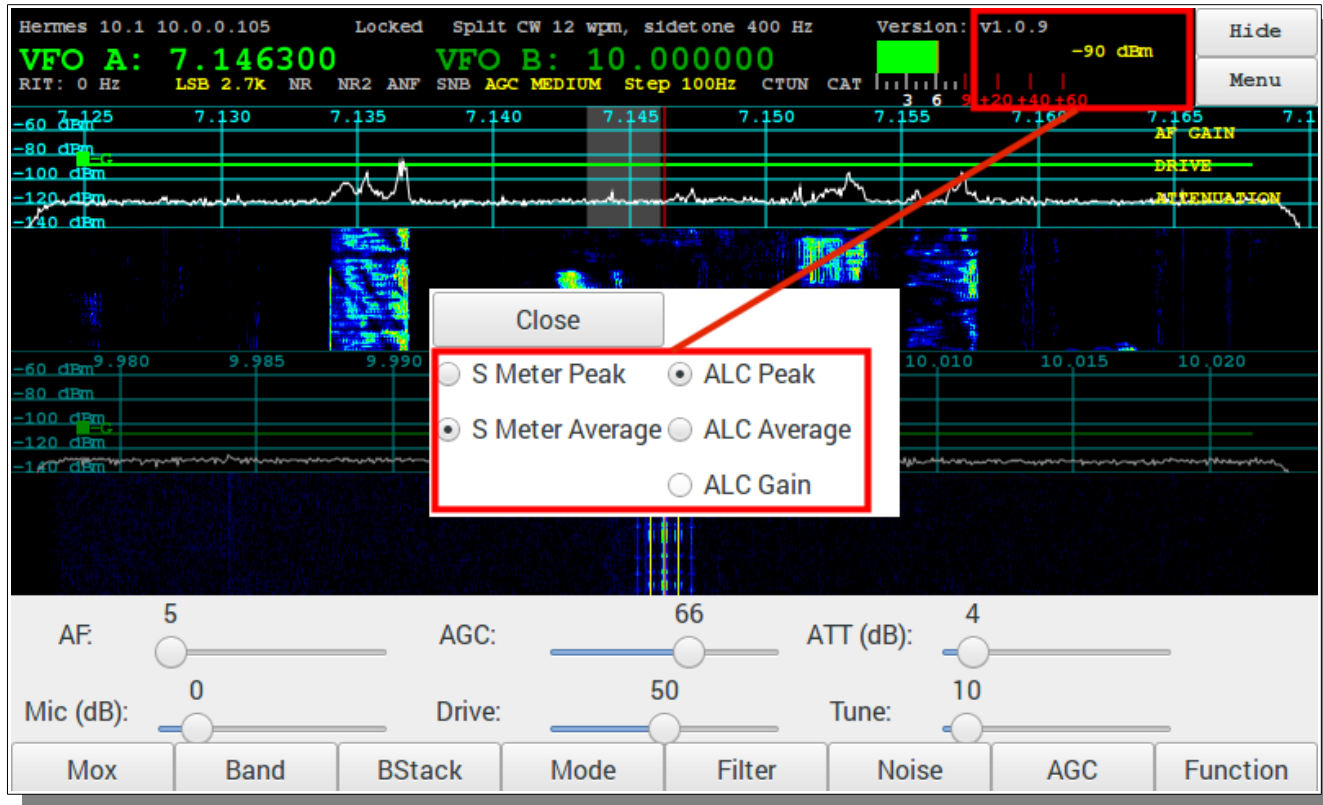 Hermes 10.1 10.0.0.105 Locked Split CW 12 wpm, sidetone 400 Hz Version: v1.0.9
Hide
VFO A: 7.146300 VFO B: 10.000000 -90 dBm
RIT: 0 Hz LSB 2.7k NR NR2 ANF SNB AGC MEDIUM Step 100Hz CTUN CAT
Menu
3 6 9 +20 +40 +60
7.125 7.130 7.135 7.140 7.145 7.150 7.155 7.160 7.165 7.1
-60 dBm
AF GAIN
-80 dBm
-G
DRIVE
-100 dBm
-120 dBm
ATTENUATION
-140 dBm
Close
9.980 9.985 9.990 10.010 10.015 10.020
-60 dBm
S Meter Peak ALC Peak
-80 dBm
-100 dBm
-G
S Meter Average ALC Average
-120 dBm
-140 dBm
ALC Gain
5 66 4
AF: AGC: ATT (dB):
0 50 10
Mic (dB): Drive: Tune:
Mox Band BStack Mode Filter Noise AGC Function